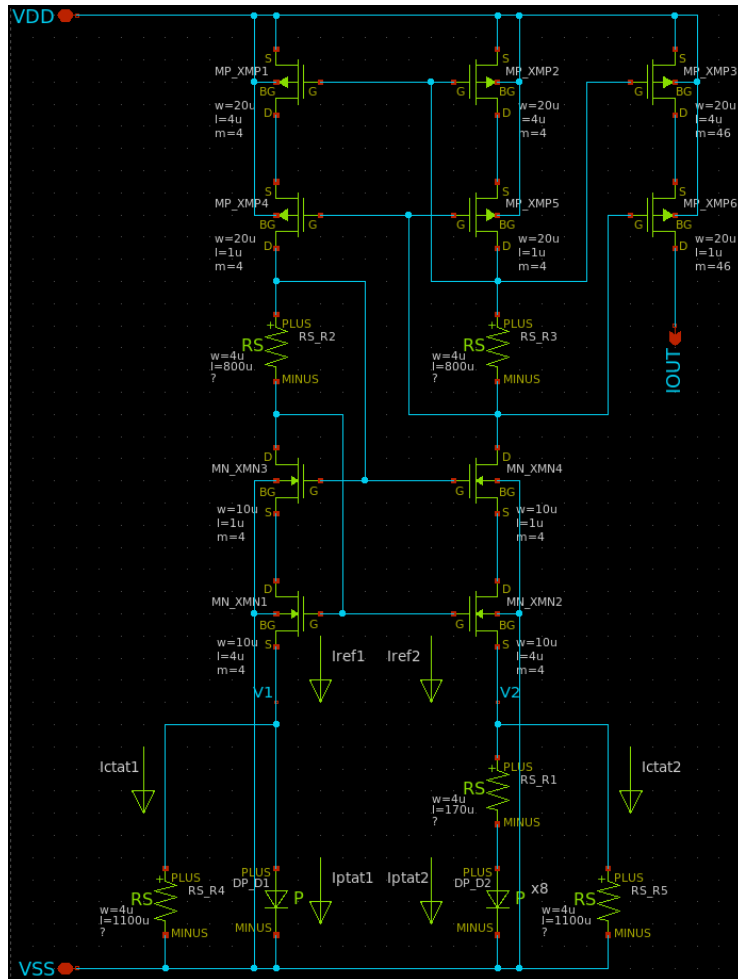 VDD
S
S
S
MP_XMP1
MP_XMP2
MP_XMP3
BG
G
G
BG
G
BG
w=20u
l=4u
m=4
D
w=20u
l=4u
m=4
D
w=20u
l=4u
m=46
D
S
S
S
MP_XMP4
MP_XMP5
MP_XMP6
BG
G
G
BG
G
BG
w=20u
l=1u
m=4
D
w=20u
l=1u
m=4
D
w=20u
l=1u
m=46
D
+ PLUS
RS_R2
RS
w=4u
l=800u
?
MINUS
+ PLUS
RS_R3
RS
w=4u
l=800u
?
MINUS
IOUT
D
MN_XMN3
BG
G
w=10u
l=1u
m=4
S
D
MN_XMN4
G
BG
w=10u
l=1u
m=4
S
D
MN_XMN1
BG
G
w=10u
l=4u
m=4
S
D
MN_XMN2
G
BG
w=10u
l=4u
m=4
S
Iref1
Iref2
V1
V2
Ictat1
+ PLUS
RS_R1
RS
w=4u
l=170u
?
MINUS
Ictat2
+ PLUS
RS_R4
RS
w=4u
l=1100u
?
MINUS
PLUS
DP_D1
P
MINUS
Iptat1
Iptat2
PLUS
DP_D2
P
x8
MINUS
+ PLUS
RS_R5
RS
w=4u
l=1100u
?
MINUS
VSS